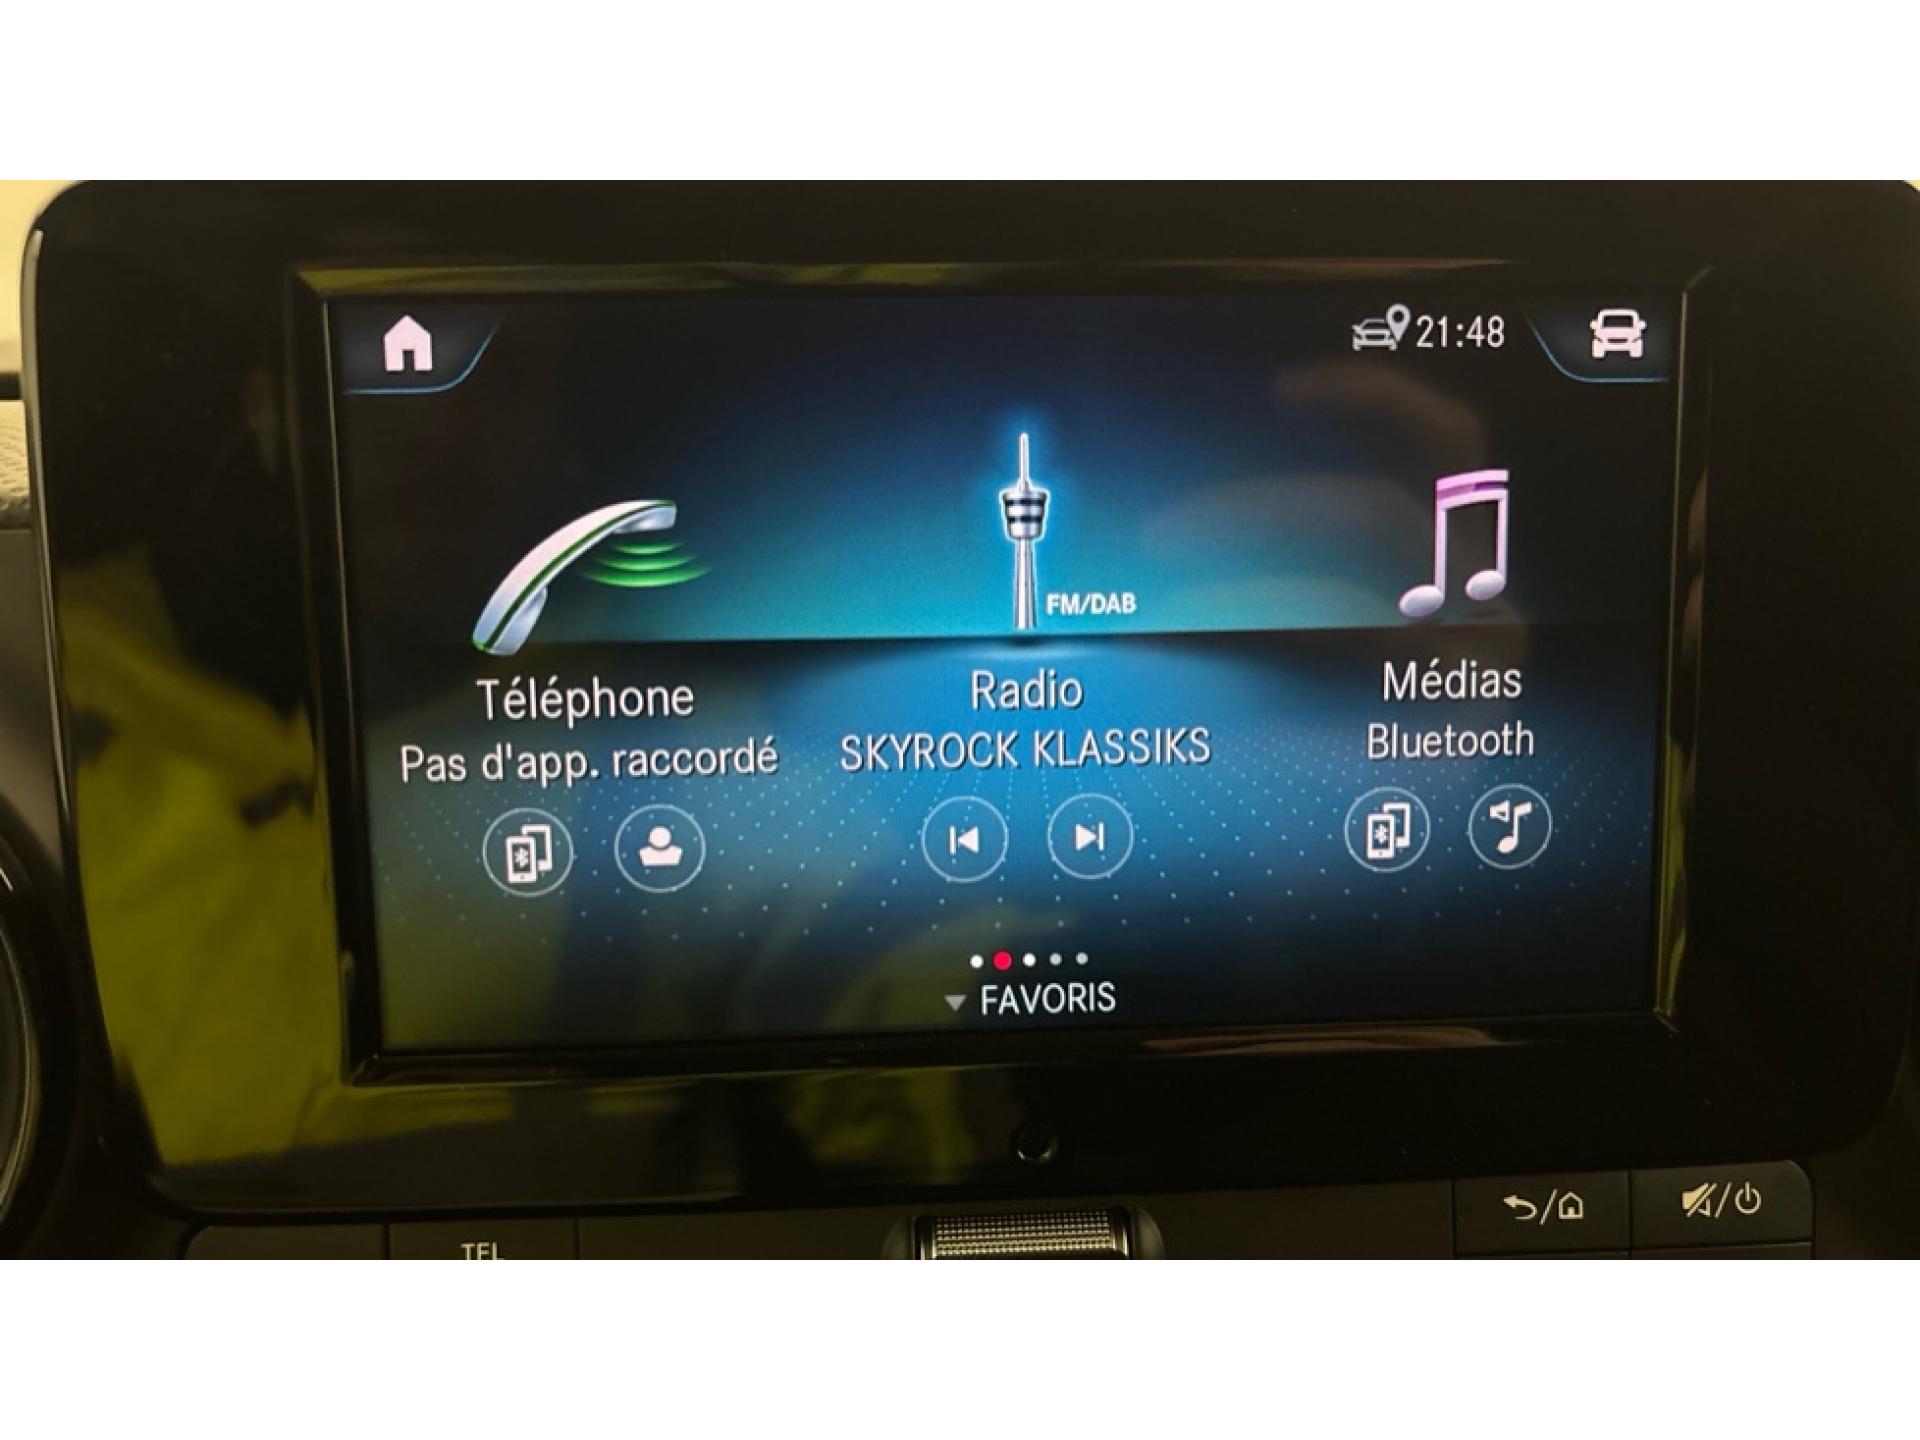 21:48
FM/DAB
Téléphone
Pas d'app. raccordé
Radio
SKYROCK KLASSIKS
Médias
Bluetooth
FAVORIS
TEL